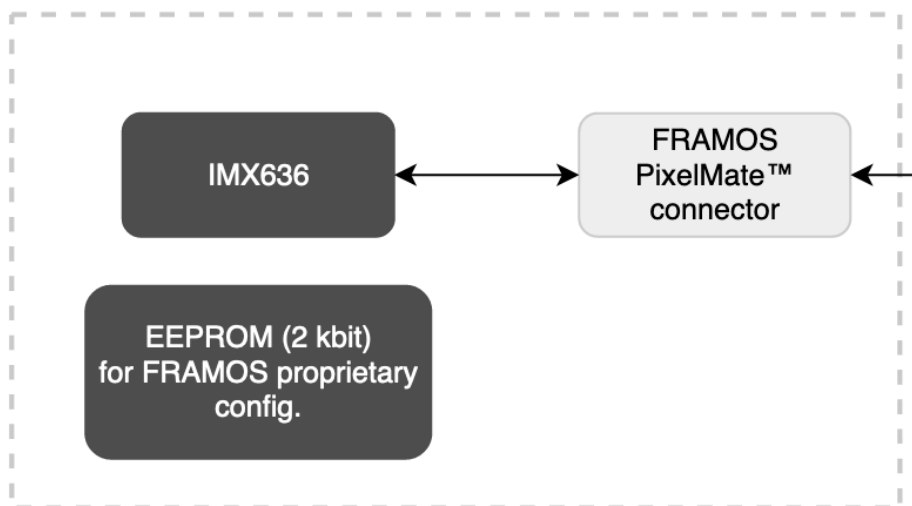 IMX636
FRAMOS
PixelMate™
connector
EEPROM (2 kbit)
for FRAMOS proprietary
config.